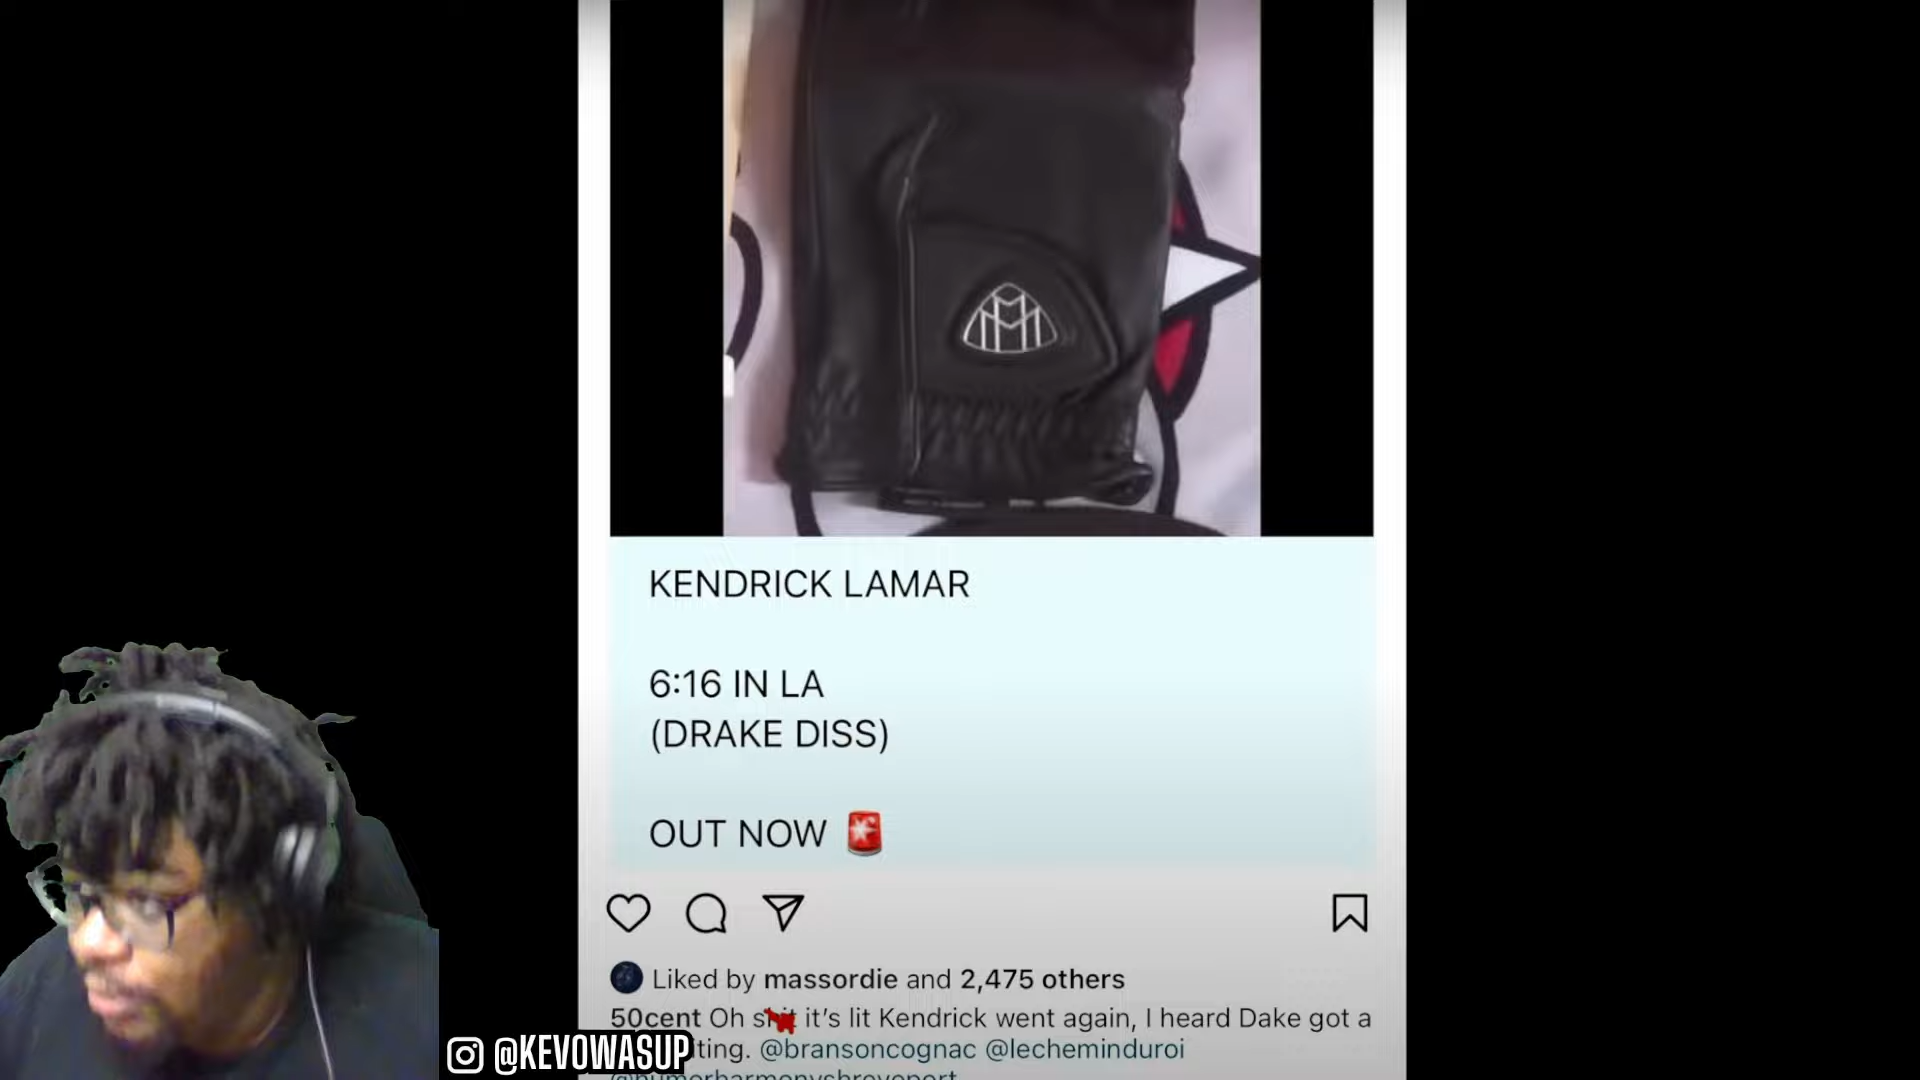 KENDRICK LAMAR
6:16 IN LA
(DRAKE DISS)
OUT NOW
Liked by massordie and 2,475 others
50cent Oh it's lit Kendrick went again, I heard Dake got a
iting. @bransoncognac @lecheminduroi
@KEVOWASUP